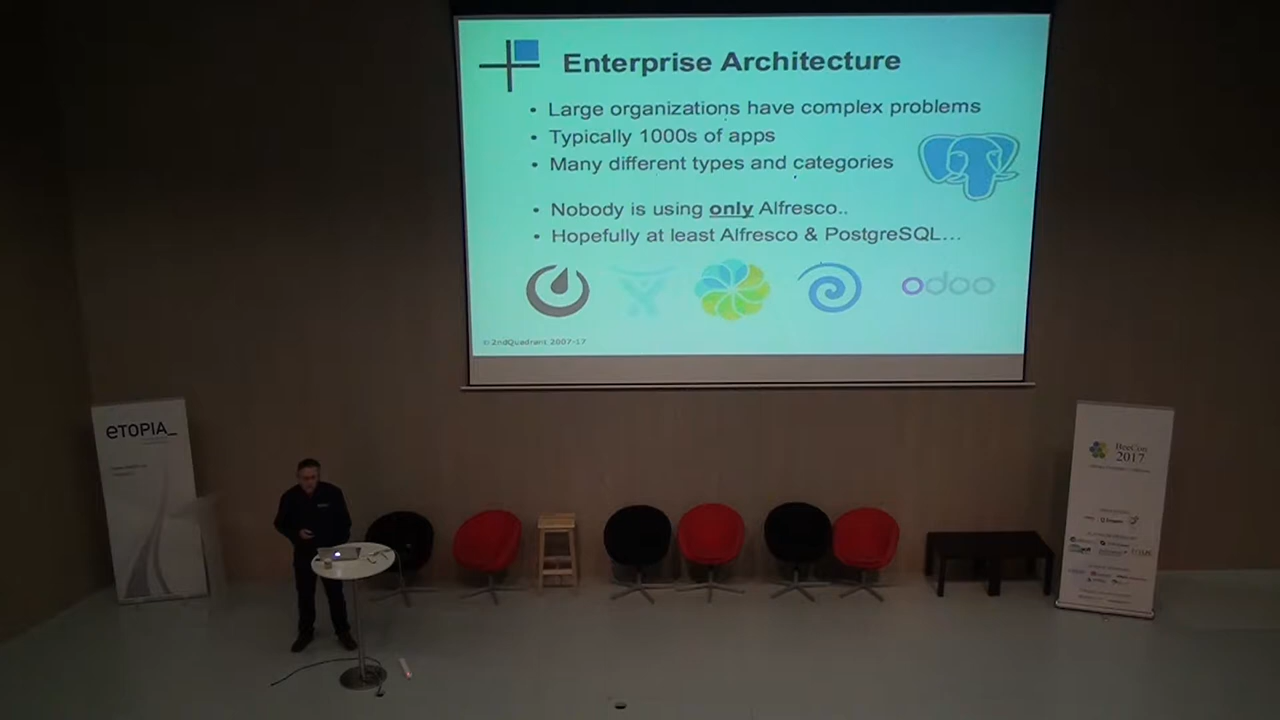 Enterprise Architecture
• Large organizations have complex problems
• Typically 1000s of apps
• Many different types and categories
• Nobody is using only Alfresco..
• Hopefully at least Alfresco & PostgreSQL...
odoo
© 2ndQuadrant 2007-17
eTOPIA_
BeeCon
2017